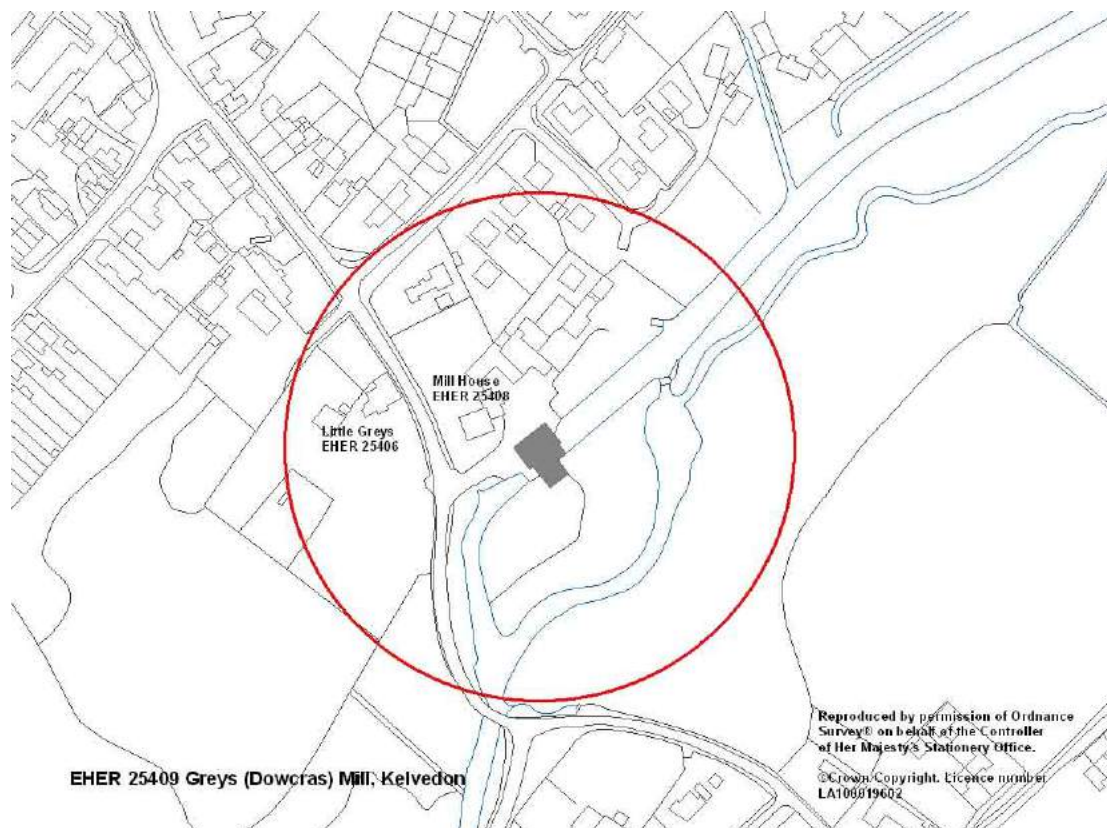 Mill House
EHER 25408
Little Greys
EHER 25406
Reproduced by permission of Ordnance
Survey® on behalf of the Controller
of Her Majesty's Stationery Office.
©Crown Copyright. Licence number
LA100019602
EHER 25409 Greys (Dowcras) Mill, Kelvedon